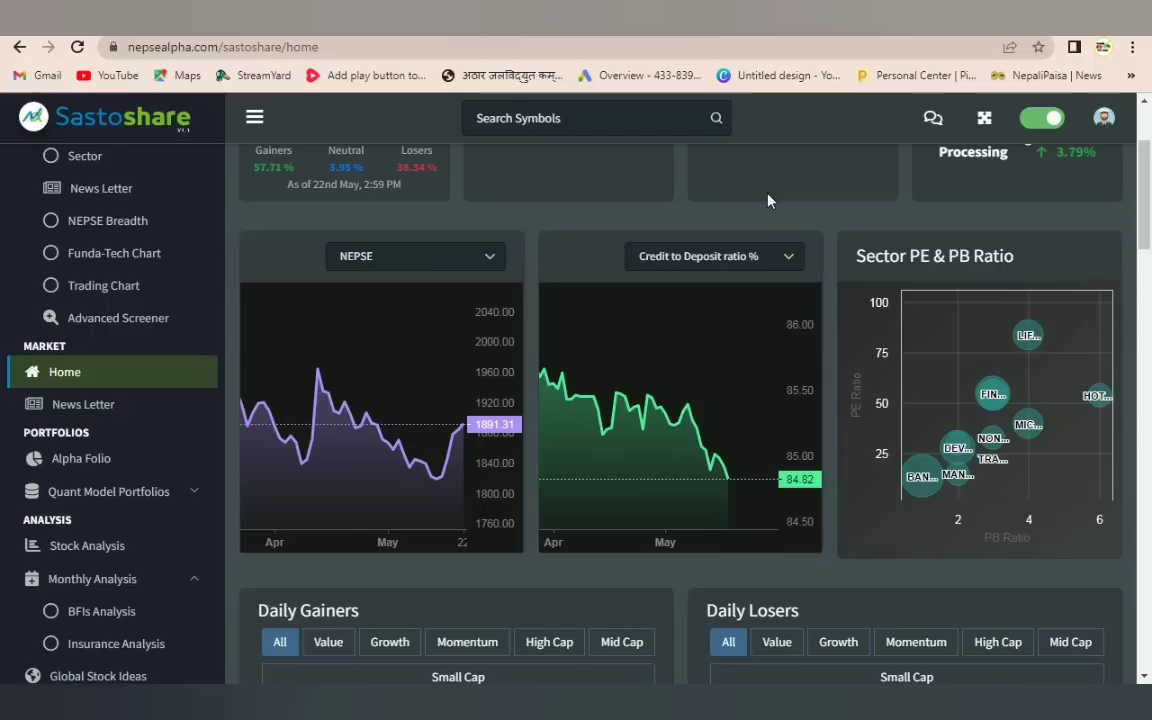 nepsealpha.com/sastoshare/home
Gmail
YouTube
Maps
StreamYard
Add play button to...
अठार जलविद्युत कम्...
Overview - 433-839...
Untitled design - Yo...
Personal Center | Pi...
NepaliPaisa | News
»
Sastoshare
V1.1
Search Symbols
Sector
News Letter
NEPSE Breadth
Funda-Tech Chart
Trading Chart
Advanced Screener
MARKET
Home
News Letter
PORTFOLIOS
Alpha Folio
Quant Model Portfolios
ANALYSIS
Stock Analysis
Monthly Analysis
BFIs Analysis
Insurance Analysis
Global Stock Ideas
Gainers Neutral Losers
57.71 % 3.95 % 38.34 %
As of 22nd May, 2:59 PM
Processing ↑ 3.79%
NEPSE
2040.00
2000.00
1960.00
1920.00
1891.31
1840.00
1800.00
1760.00
Apr May 22
Credit to Deposit ratio %
86.00
85.50
85.00
84.82
84.50
Apr May
Sector PE & PB Ratio
PE Ratio
100
75
50
25
LIF...
FIN...
HOT...
MIC...
NON...
DEV...
TRA...
MAN...
BAN...
2 4 6
PB Ratio
Daily Gainers
All Value Growth Momentum High Cap Mid Cap
Small Cap
Daily Losers
All Value Growth Momentum High Cap Mid Cap
Small Cap